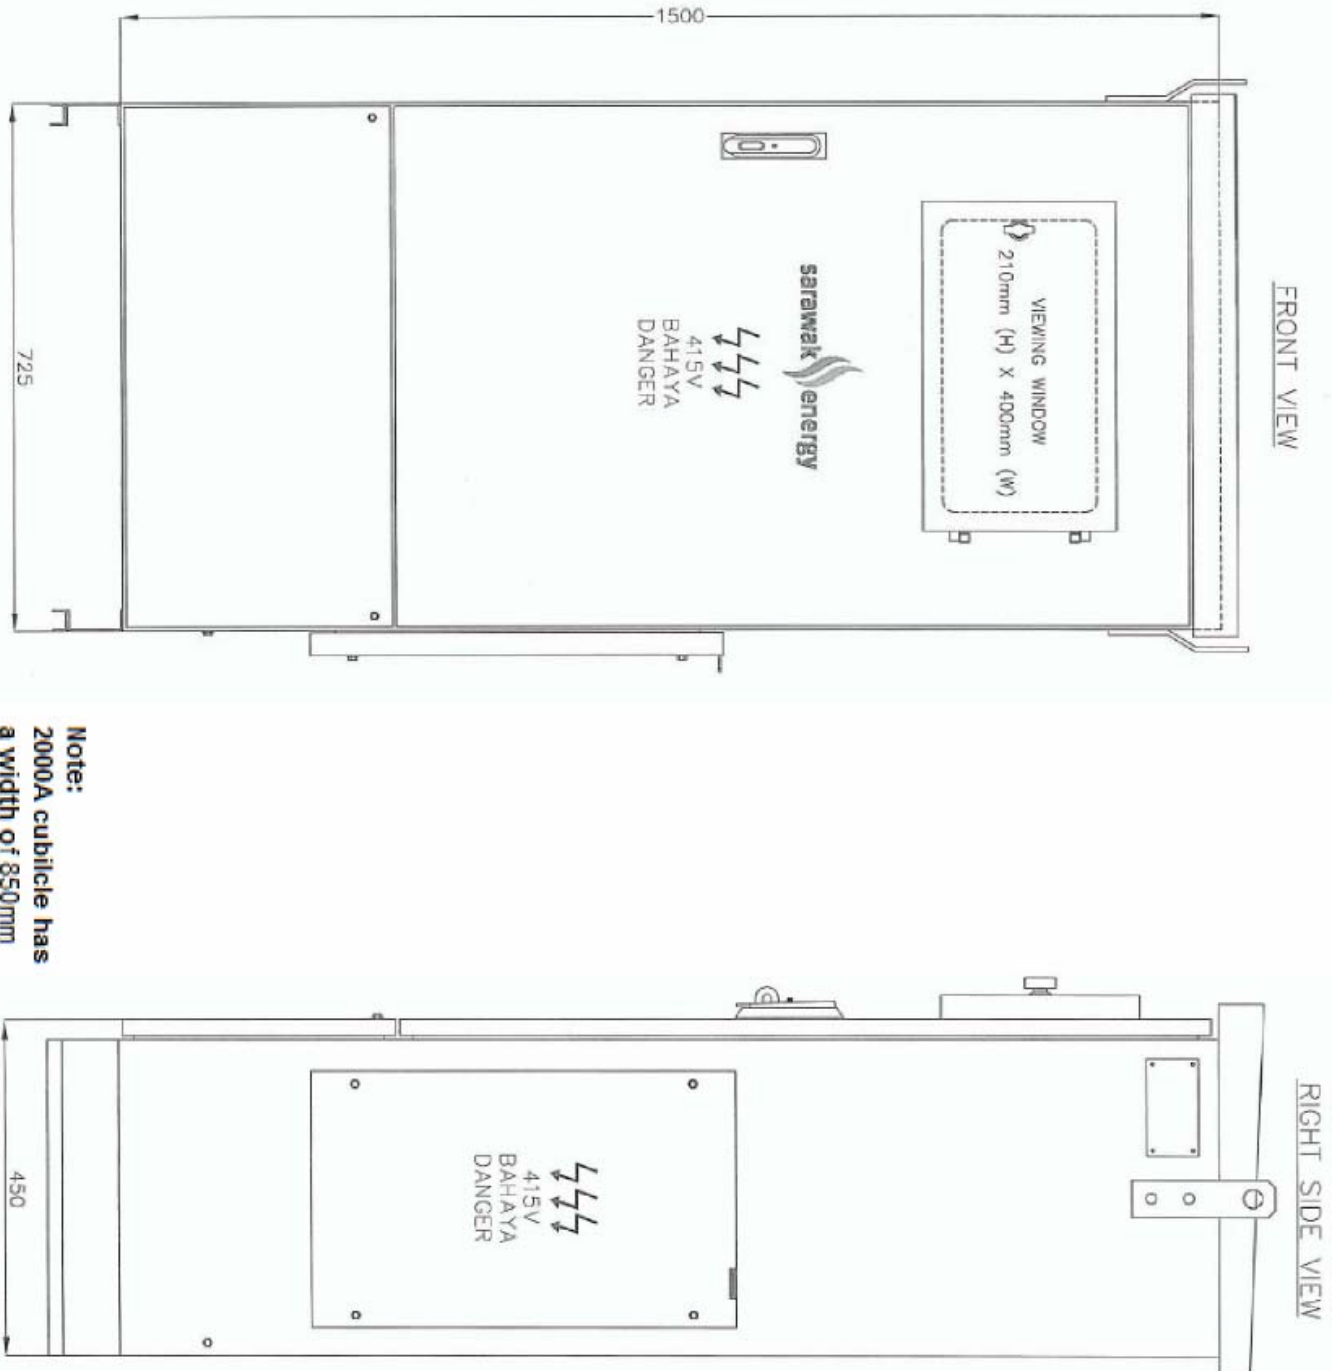 FRONT VIEW
1500
VIEWING WINDOW
210mm (H) X 400mm (W)
sarawak energy
415V
BAHAYA
DANGER
725
Note:
2000A cubilcle has
a width of 850mm
RIGHT SIDE VIEW
415V
BAHAYA
DANGER
450